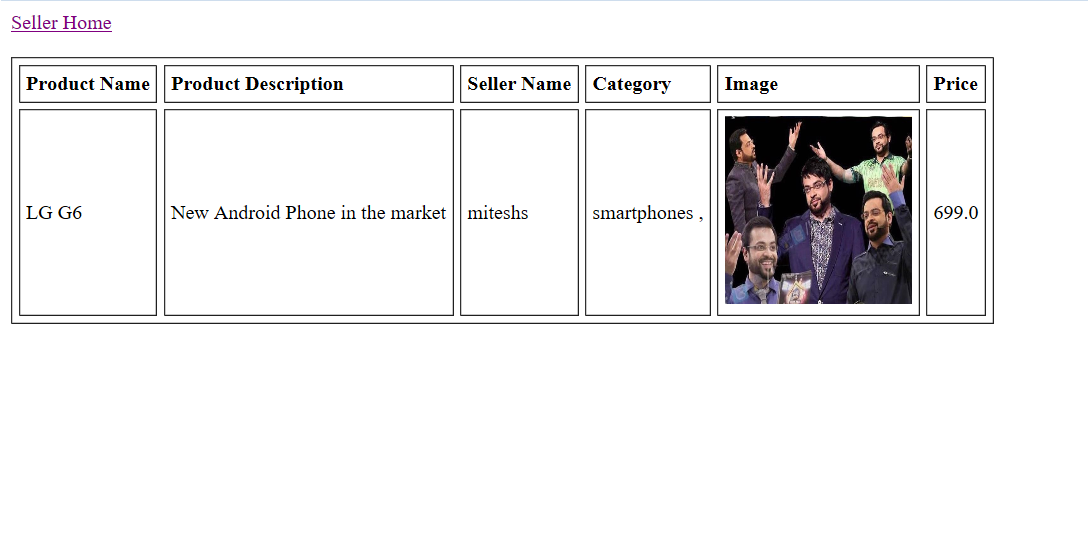 Seller Home
Product Name Product Description Seller Name Category Image Price
LG G6 New Android Phone in the market miteshs smartphones , 699.0